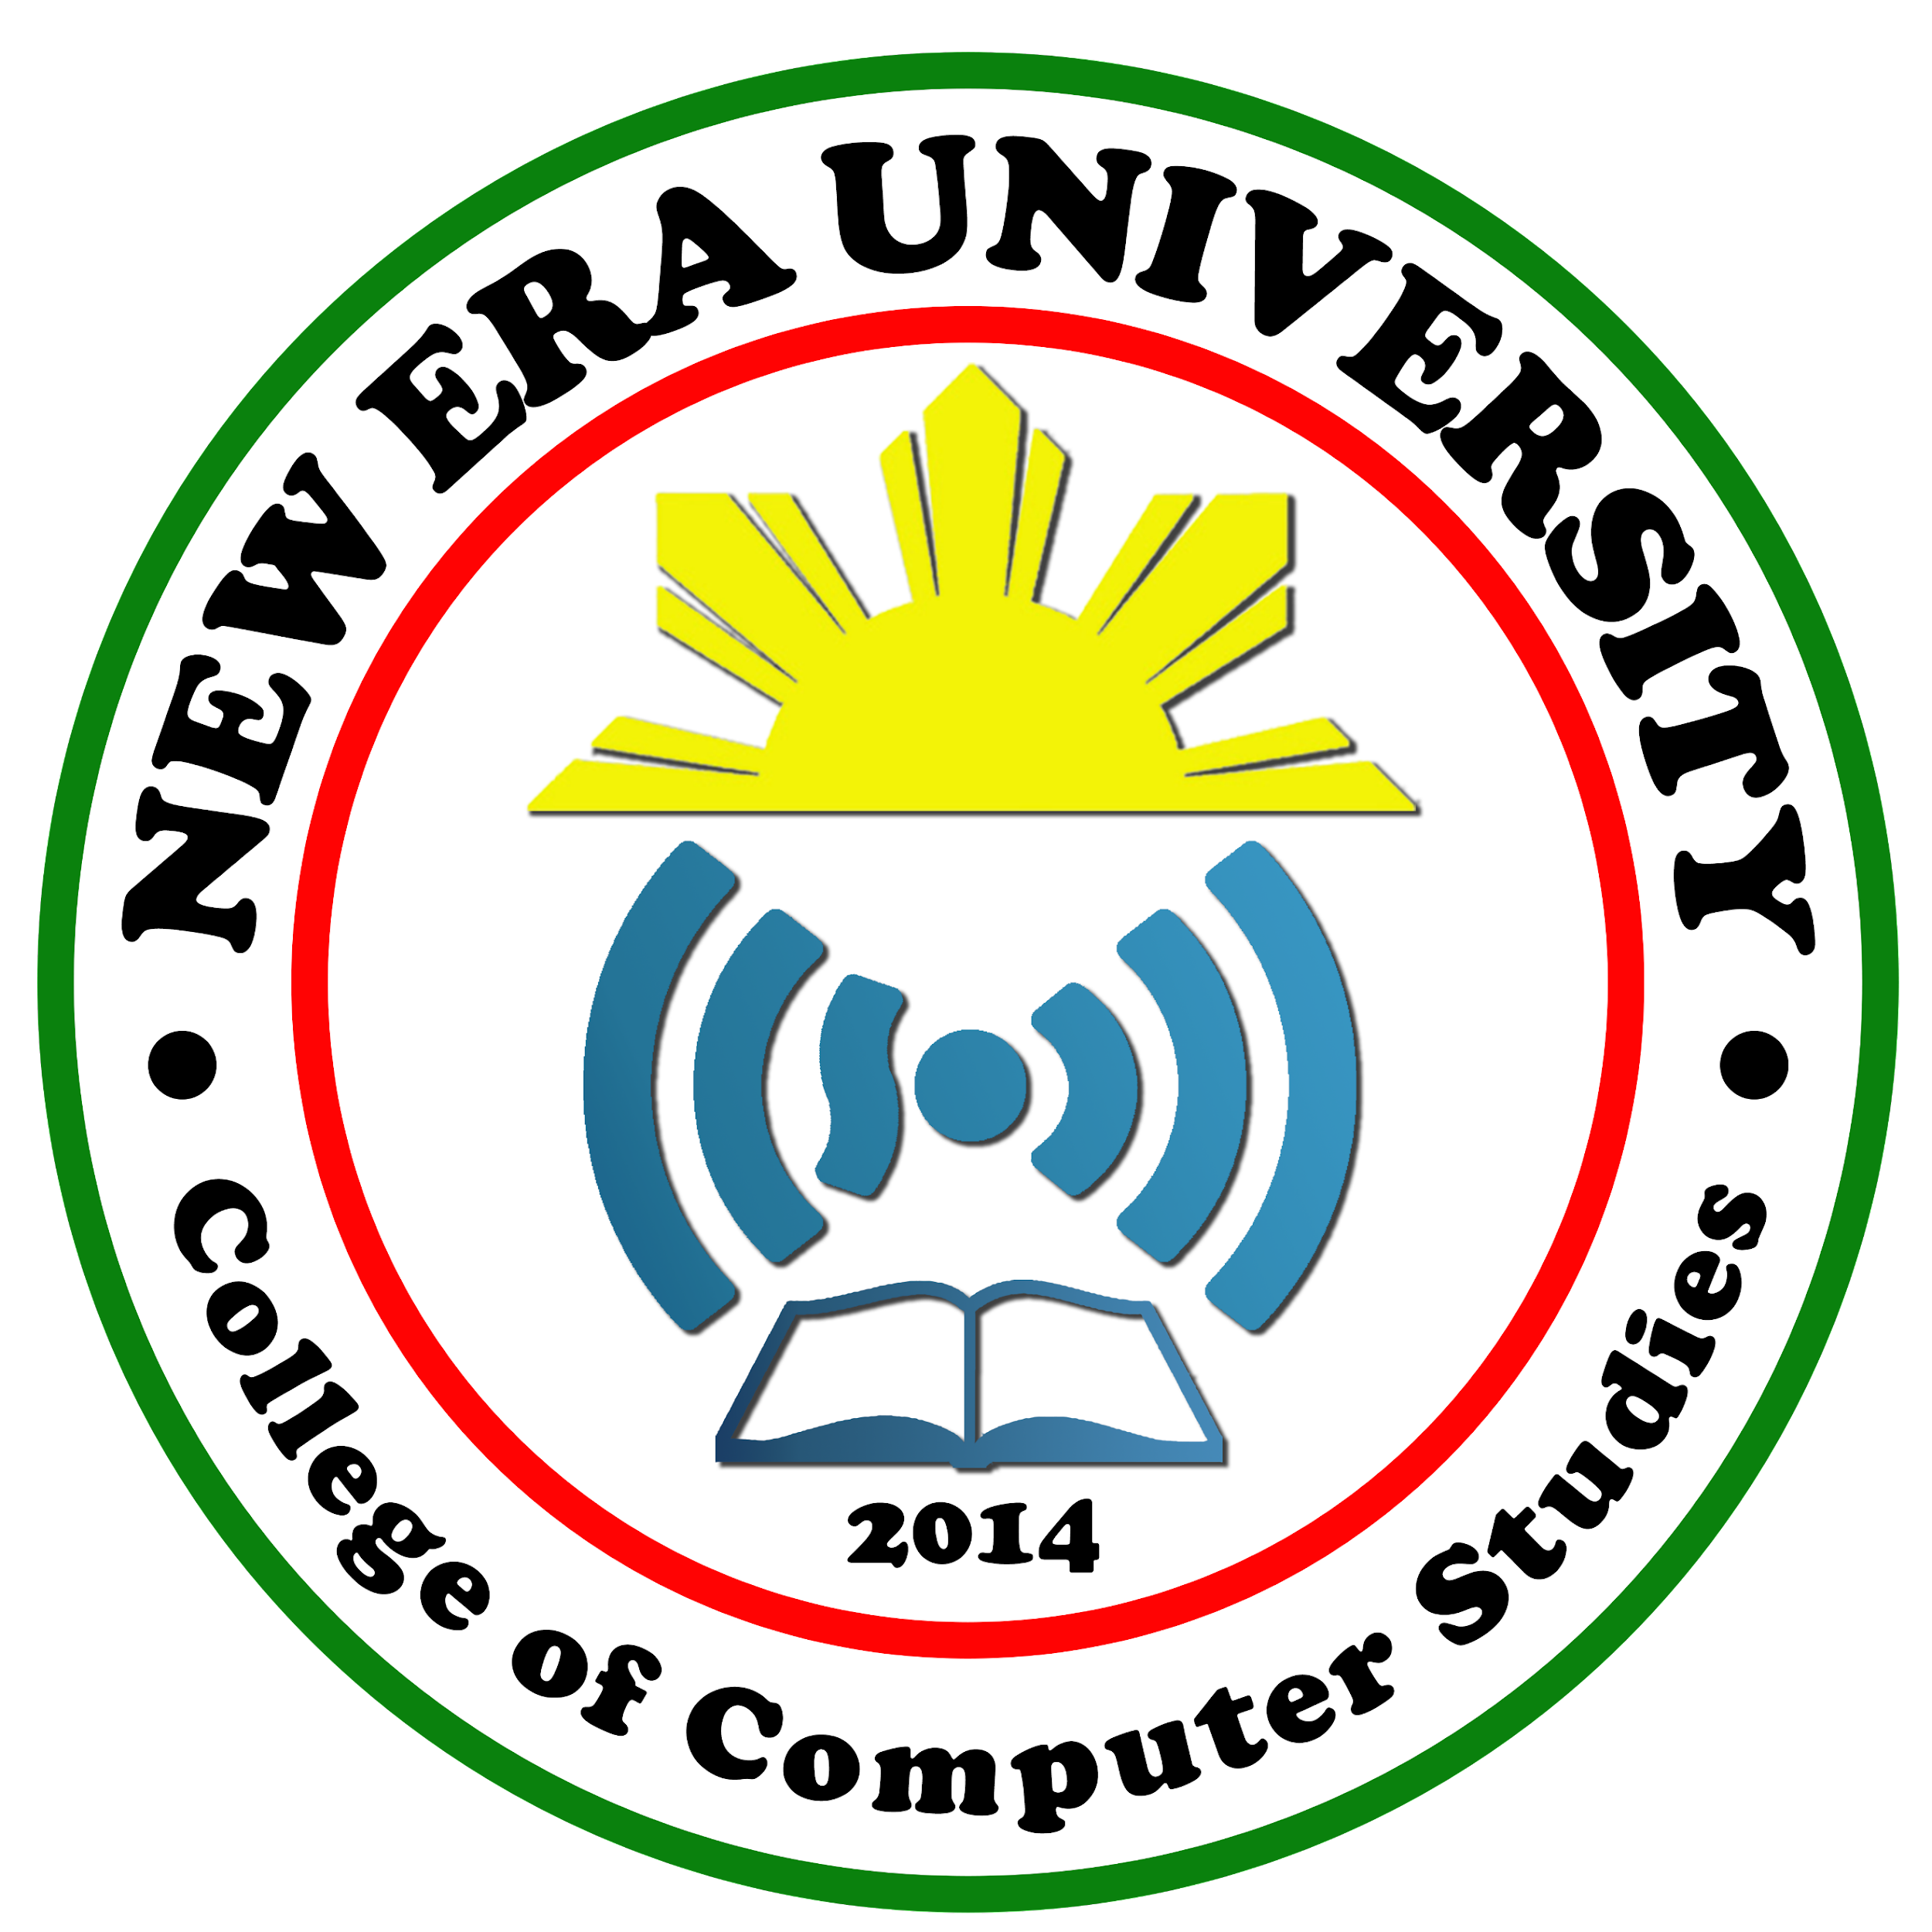 NEW ERA UNIVERSITY
2014
College of Computer Studies